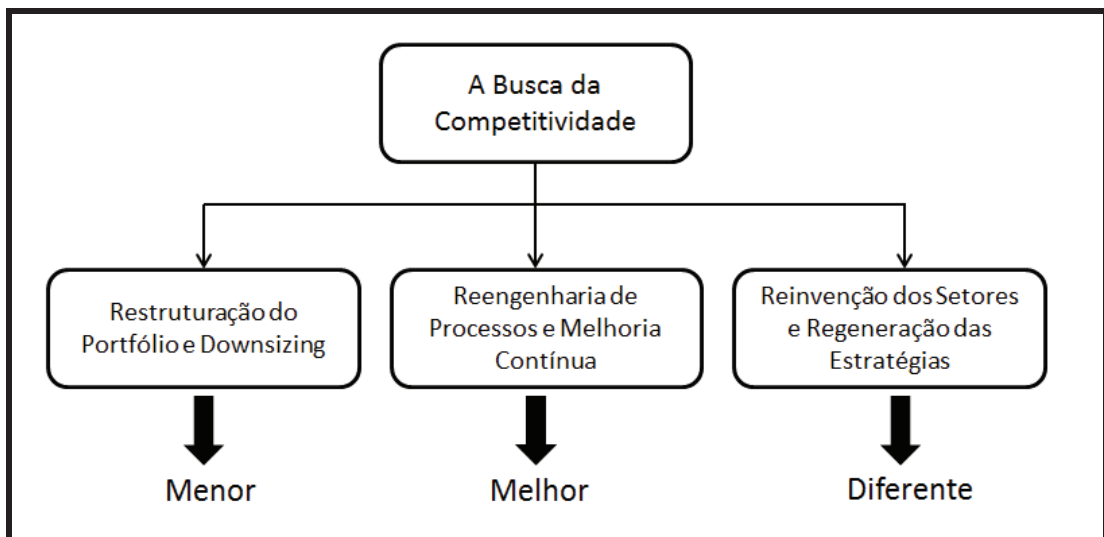 A Busca da
Competitividade
Restruturação do
Portfólio e Downsizing
Reengenharia de
Processos e Melhoria
Contínua
Reinvenção dos Setores
e Regeneração das
Estratégias
Menor
Melhor
Diferente